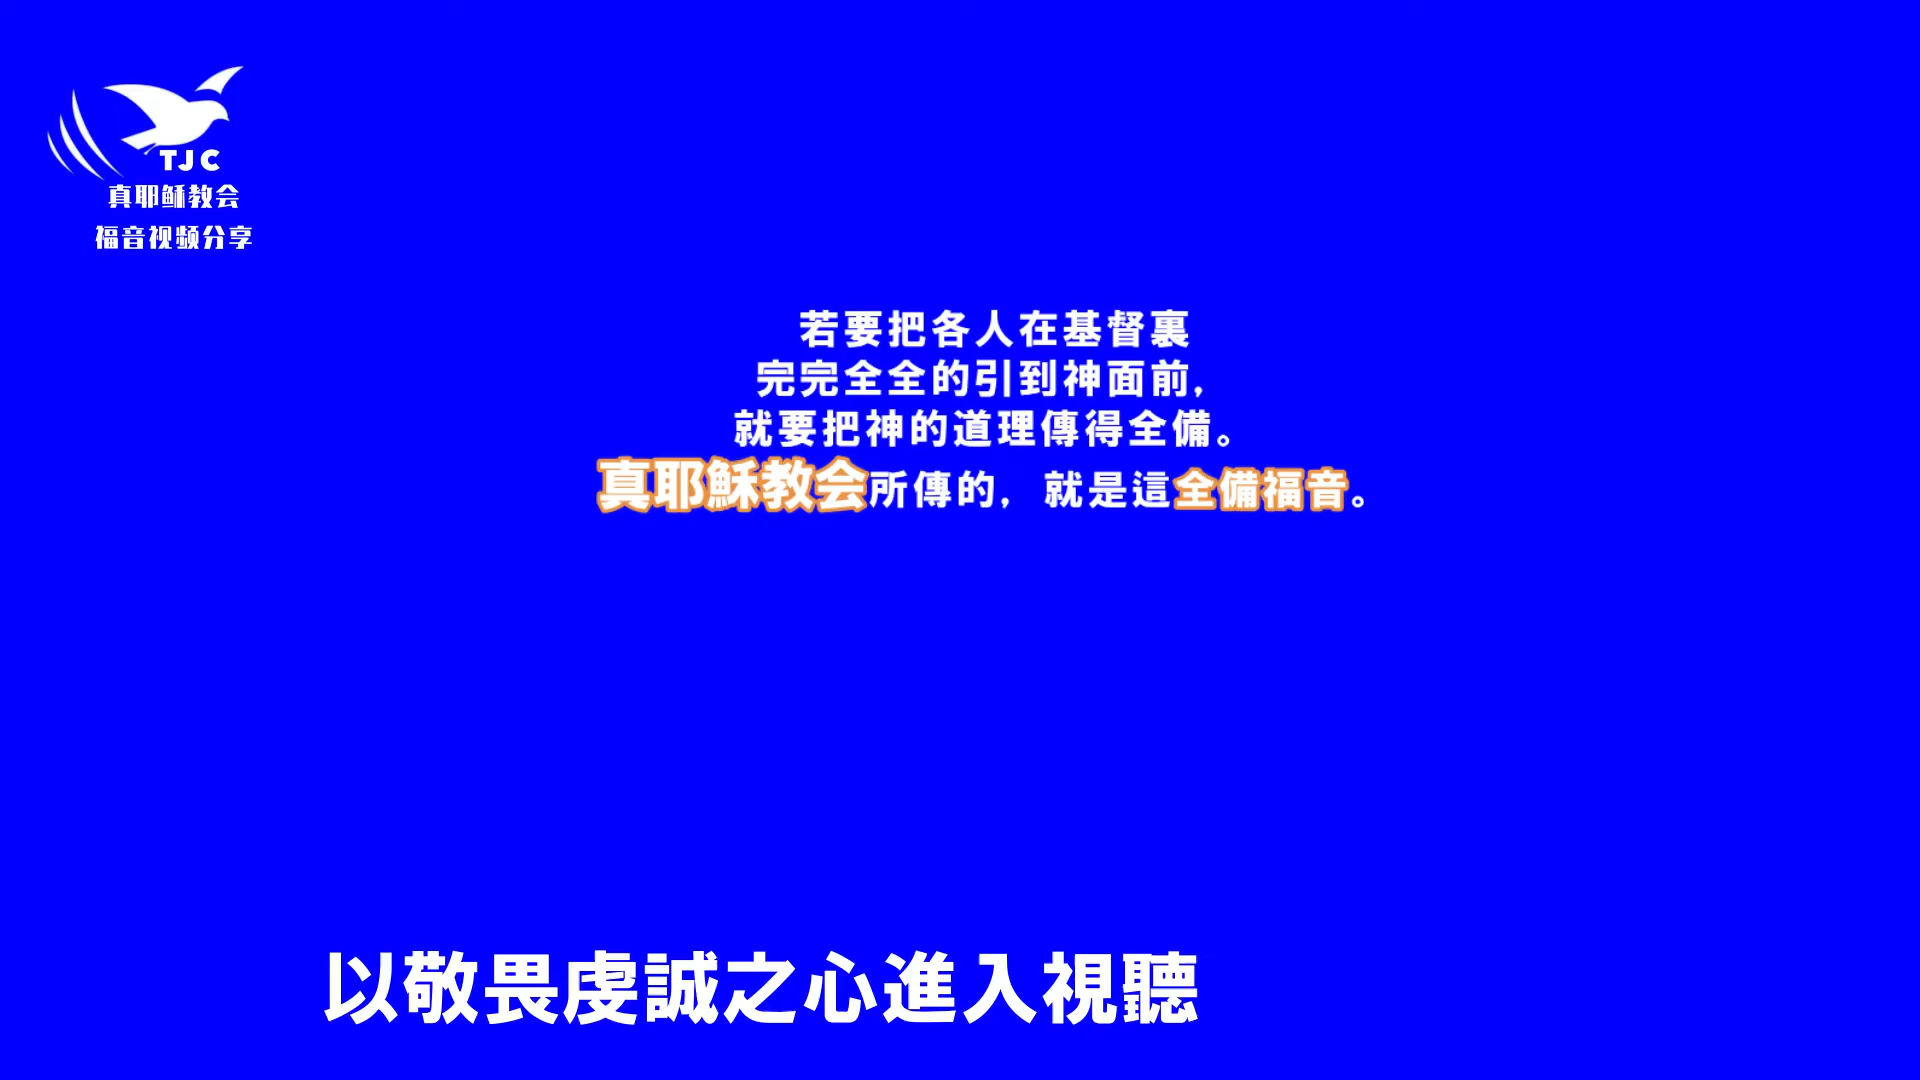 TJC
真耶稣教会
福音视频分享
若要把各人在基督裏
完完全全的引到神面前,
就要把神的道理傳得全備。
真耶穌教会所傳的,就是這全備福音。
以敬畏虔誠之心進入視聽